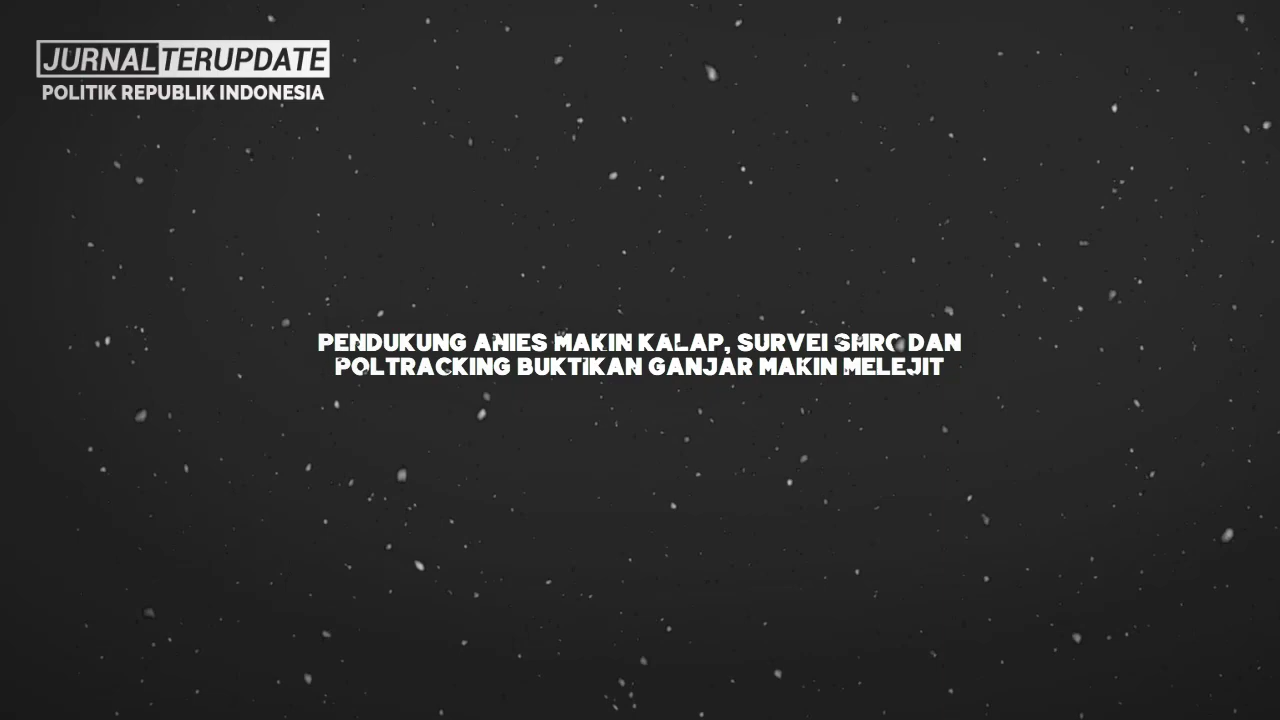 JURNALTERUPDATE
POLITIK REPUBLIK INDONESIA
PENDUKUNG ANIES MAKIN KALAP, SURVEI SMRC DAN
POLTRACKING BUKTIKAN GANJAR MAKIN MELEJIT